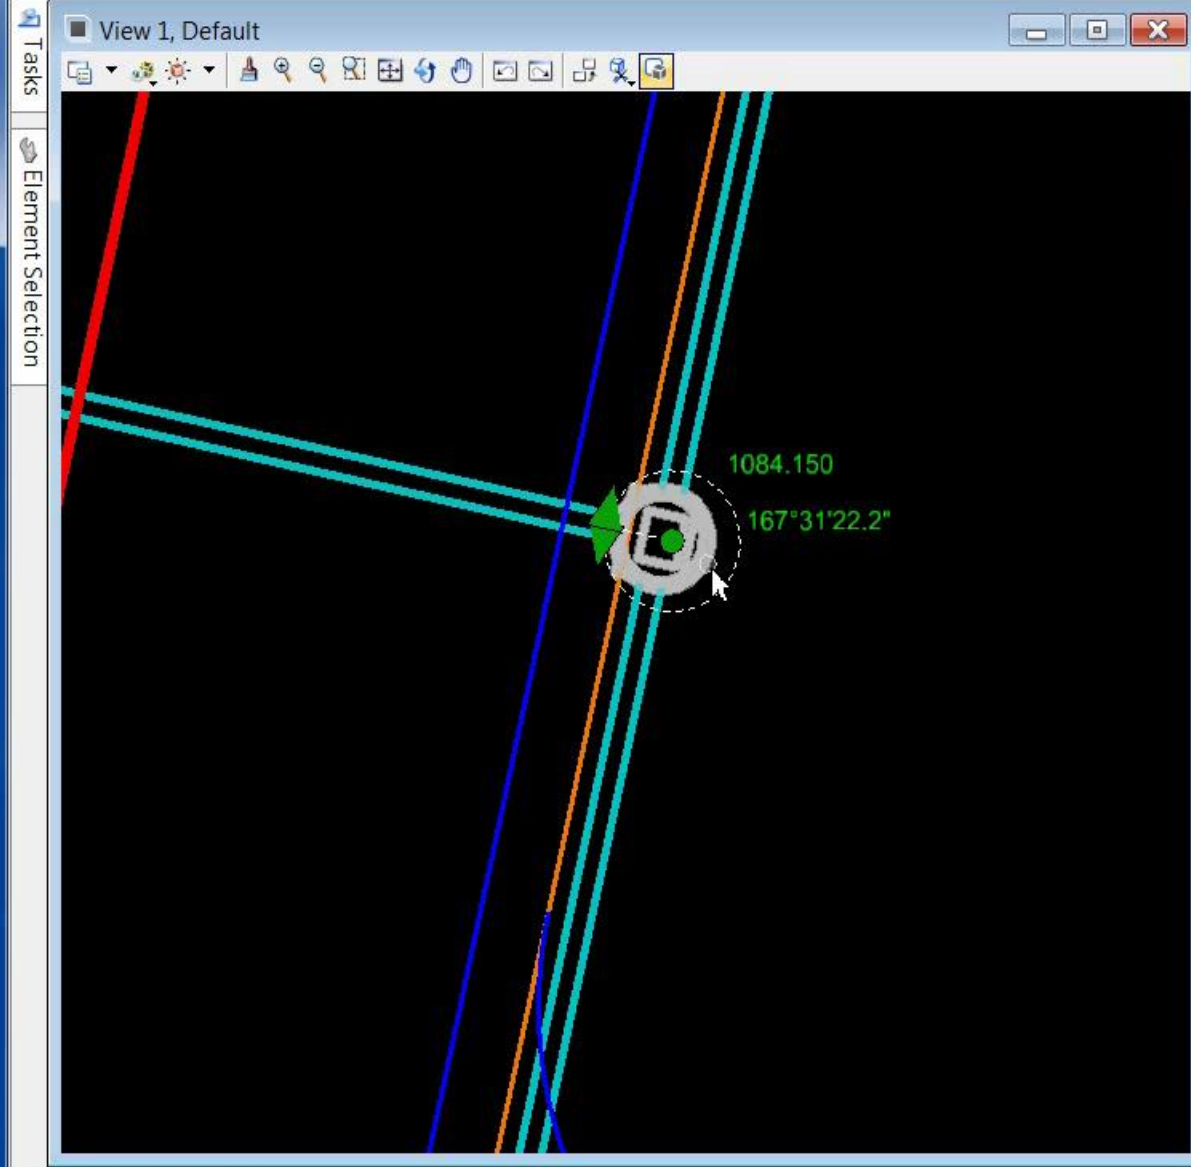 View 1, Default
Tasks
Element Selection
1084.150
167°31'22.2"